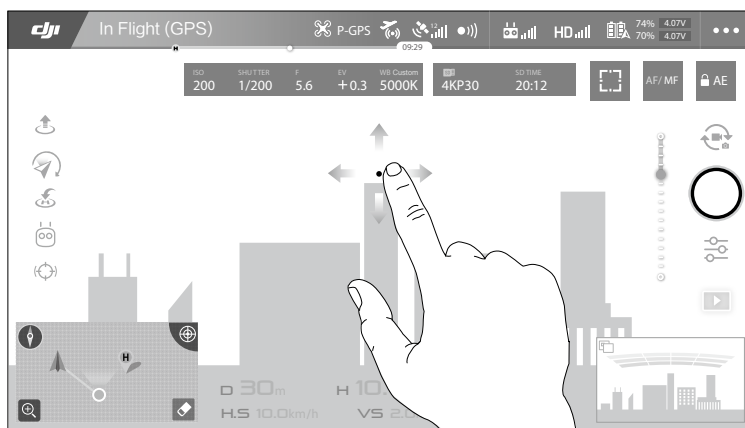 dji In Flight (GPS) P-GPS 12 HD 74% 4.07V
70% 4.07V
H 09:29
ISO SHUTTER F EV WB Custom SD TIME
200 1/200 5.6 +0.3 5000K 4KP30 20:12 AF/MF AE
H
D 30m H 10.
H.S 10.0km/h VS 2.